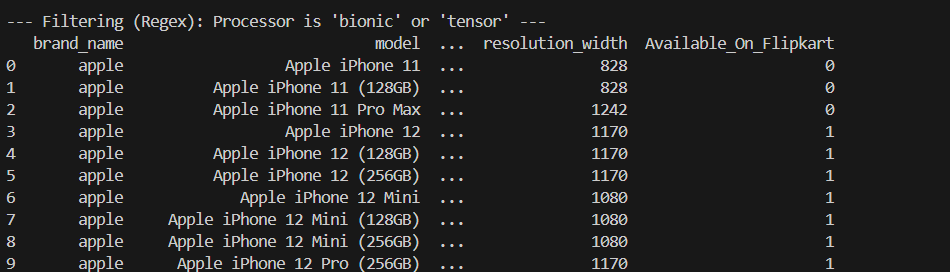 --- Filtering (Regex): Processor is 'bionic' or 'tensor' ---
brand_name model ... resolution_width Available_On_Flipkart
0 apple Apple iPhone 11 ... 828 0
1 apple Apple iPhone 11 (128GB) ... 828 0
2 apple Apple iPhone 11 Pro Max ... 1242 0
3 apple Apple iPhone 12 ... 1170 1
4 apple Apple iPhone 12 (128GB) ... 1170 1
5 apple Apple iPhone 12 (256GB) ... 1170 1
6 apple Apple iPhone 12 Mini ... 1080 1
7 apple Apple iPhone 12 Mini (128GB) ... 1080 1
8 apple Apple iPhone 12 Mini (256GB) ... 1080 1
9 apple Apple iPhone 12 Pro (256GB) ... 1170 1